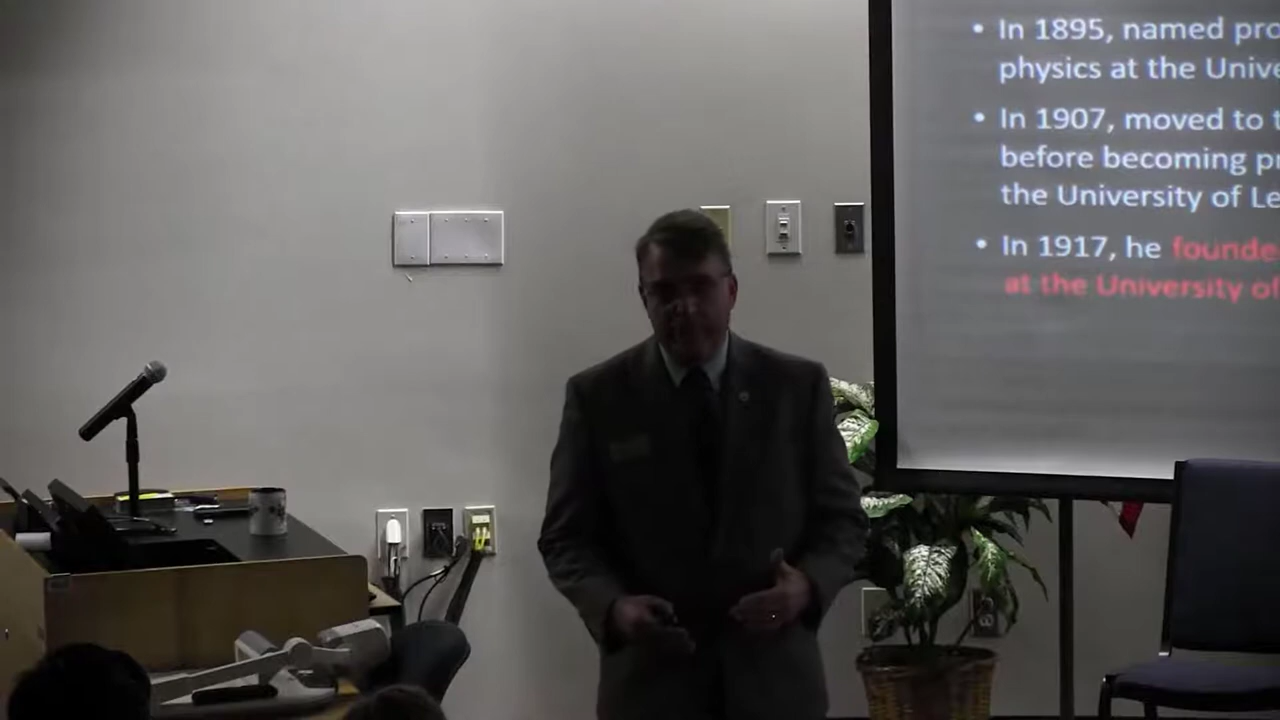 • In 1895, named pro
physics at the Unive
• In 1907, moved to t
before becoming pr
the University of Le
• In 1917, he founde
at the University of